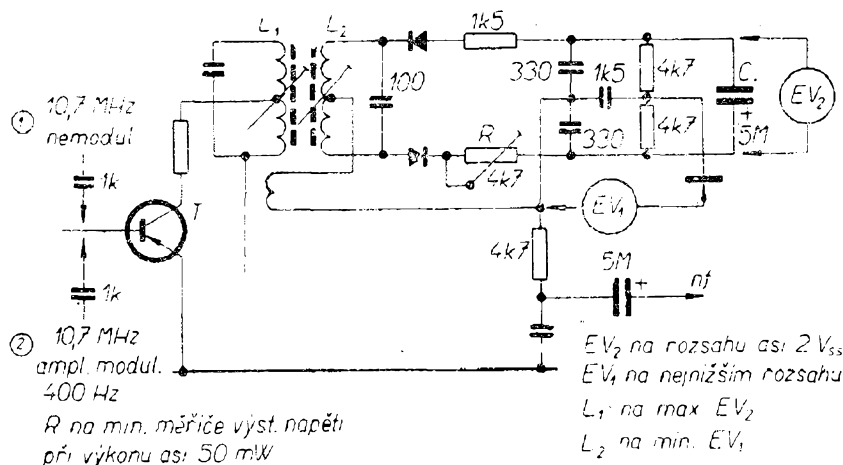 L₁
L₂
1k5
100
330
330
1k5
4k7
4k7
C.
+
5M
EV₂
① 10,7 MHz
nemodul
1k
T
R
4k7
EV₁
4k7
5M
+
nf
1k
② 10,7 MHz
ampl. modul.
400 Hz
R na min. měřiče výst. napětí
při výkonu asi 50 mW
EV₂ na rozsahu asi 2 Vss
EV₁ na nejnižším rozsahu
L₁ na max EV₂
L₂ na min. EV₁